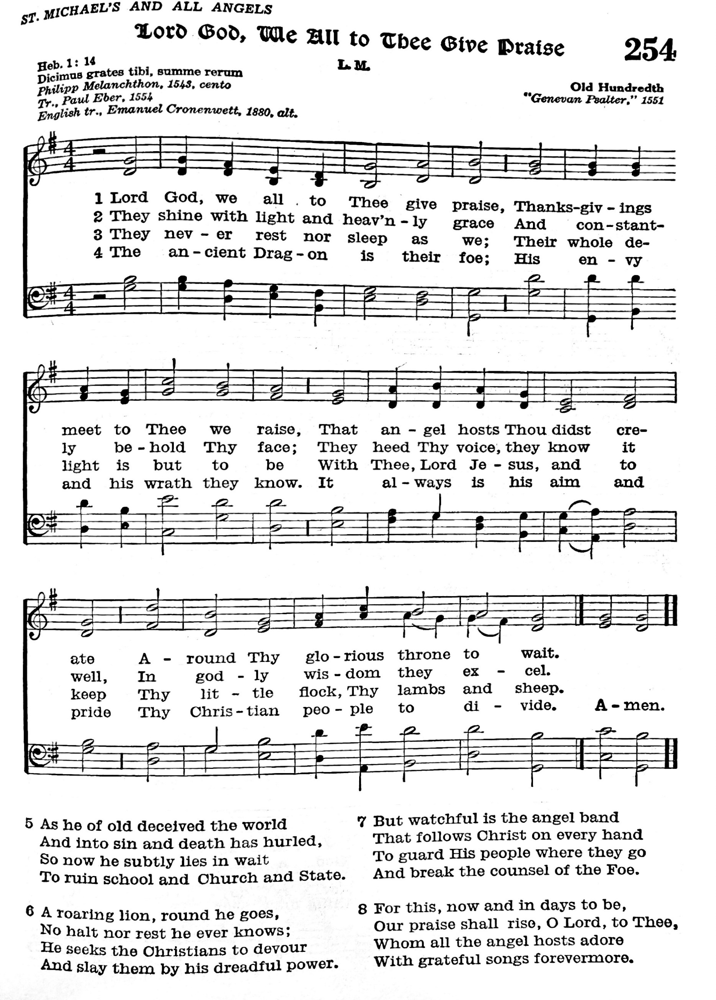 ST. MICHAEL'S AND ALL ANGELS
Lord God, We All to Thee Give Praise
254
L. M.
Heb. 1: 14
Dicimus grates tibi, summe rerum
Philipp Melanchthon, 1543, cento
Tr., Paul Eber, 1554
English tr., Emanuel Cronenwett, 1880, alt.
Old Hundredth
"Genevan Psalter," 1551
4 4
1 Lord God, we all to Thee give praise, Thanks-giv - ings
2 They shine with light and heav'n - ly grace And con - stant-
3 They nev - er rest nor sleep as we; Their whole de-
4 The an - cient Drag - on is their foe; His en - vy
4 4
meet to Thee we raise, That an - gel hosts Thou didst cre-
ly be - hold Thy face; They heed Thy voice, they know it
light is but to be With Thee, Lord Je - sus, and to
and his wrath they know. It al - ways is his aim and
ate A - round Thy glo - rious throne to wait.
well, In god - ly wis - dom they ex - cel.
keep Thy lit - tle flock, Thy lambs and sheep.
pride Thy Chris - tian peo - ple to di - vide. A - men.
5 As he of old deceived the world
And into sin and death has hurled,
So now he subtly lies in wait
To ruin school and Church and State.
6 A roaring lion, round he goes,
No halt nor rest he ever knows;
He seeks the Christians to devour
And slay them by his dreadful power.
7 But watchful is the angel band
That follows Christ on every hand
To guard His people where they go
And break the counsel of the Foe.
8 For this, now and in days to be,
Our praise shall rise, O Lord, to Thee,
Whom all the angel hosts adore
With grateful songs forevermore.